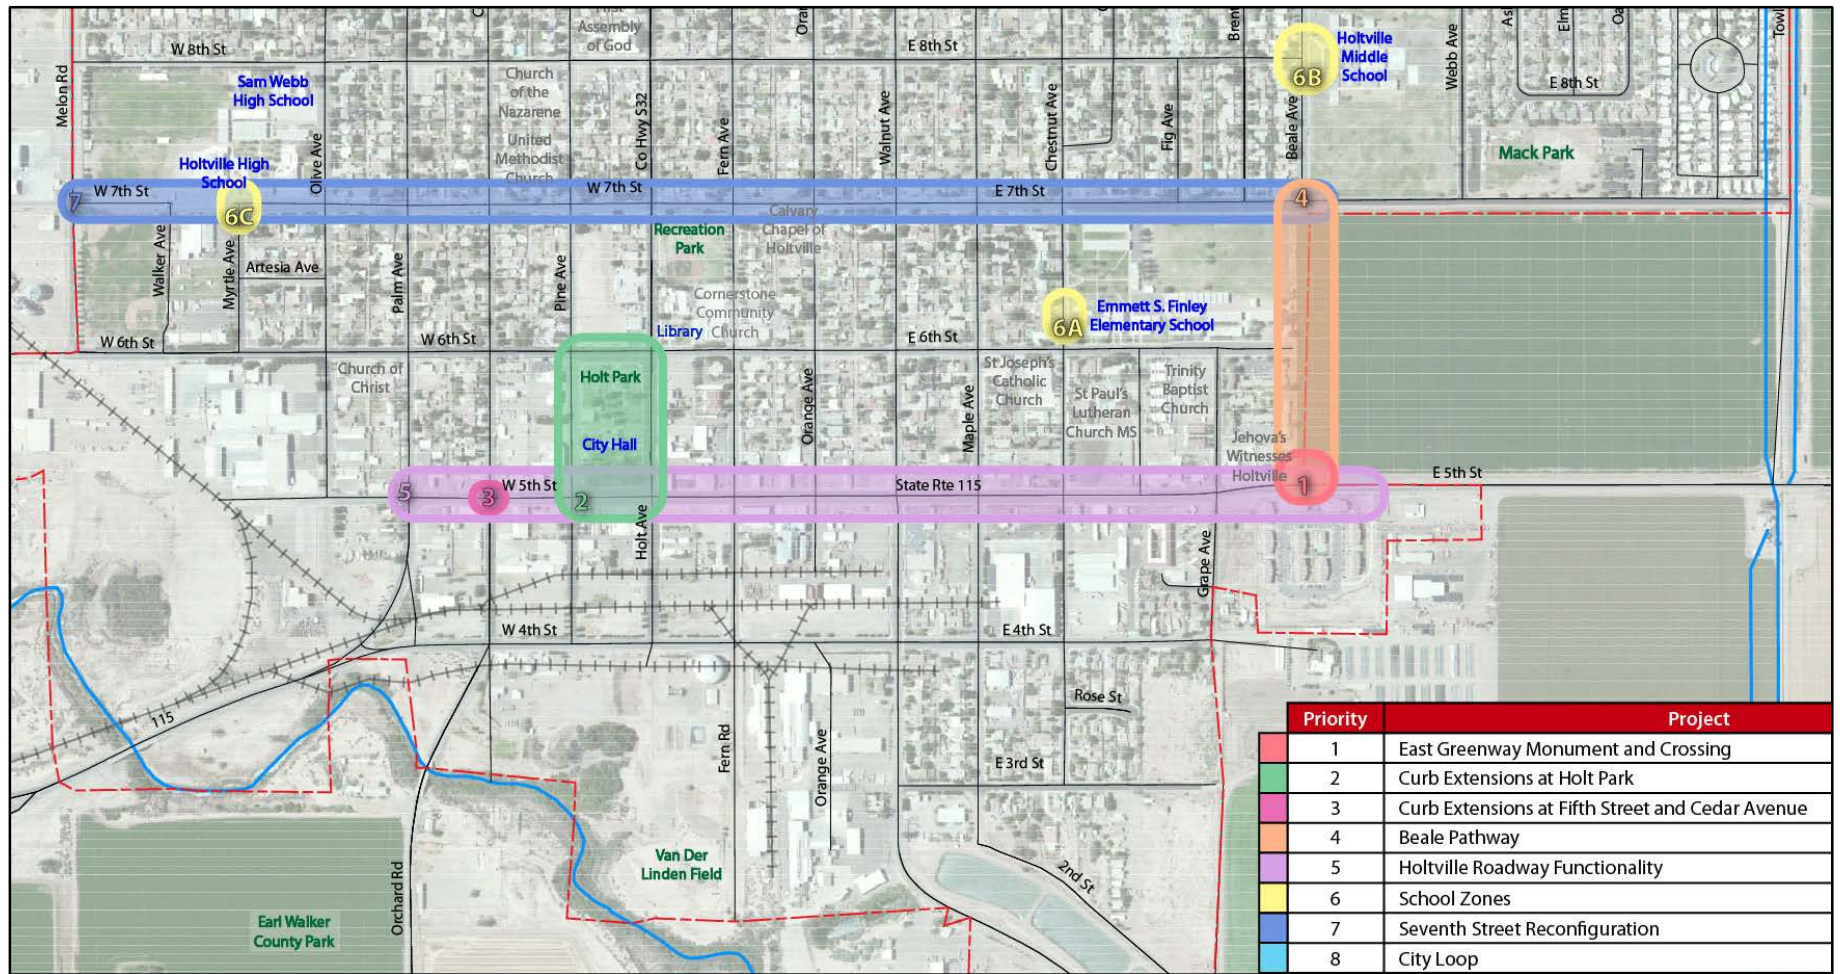 First
Assembly
of God
W 8th St
E 8th St
Holtville
Middle
School
6B
Webb Ave
E 8th St
Melon Rd
Sam Webb
High School
Church
of the
Nazarene
Co Hwy S32
Fern Ave
Walnut Ave
Chestnut Ave
Fig Ave
Beale Ave
Olive Ave
United
Methodist
Church
Mack Park
Holtville High
School
W 7th St
W 7th St
E 7th St
7
6C
4
Calvary
Chapel of
Holtville
Recreation
Park
Walker Ave
Myrtle Ave
Artesia Ave
Palm Ave
Pine Ave
Cornerstone
Community
Church
Library
6A
Emmett S. Finley
Elementary School
W 6th St
W 6th St
E 6th St
Church of
Christ
Holt Park
City Hall
Orange Ave
Maple Ave
St Joseph's
Catholic
Church
St Paul's
Lutheran
Church MS
Trinity
Baptist
Church
Jehova's
Witnesses
Holtville
5
3
W 5th St
2
State Rte 115
1
E 5th St
Holt Ave
Grape Ave
W 4th St
E 4th St
115
Rose St
Fern Rd
Orange Ave
E 3rd St
Van Der
Linden Field
2nd St
Orchard Rd
Earl Walker
County Park
Priority Project
1 East Greenway Monument and Crossing
2 Curb Extensions at Holt Park
3 Curb Extensions at Fifth Street and Cedar Avenue
4 Beale Pathway
5 Holtville Roadway Functionality
6 School Zones
7 Seventh Street Reconfiguration
8 City Loop